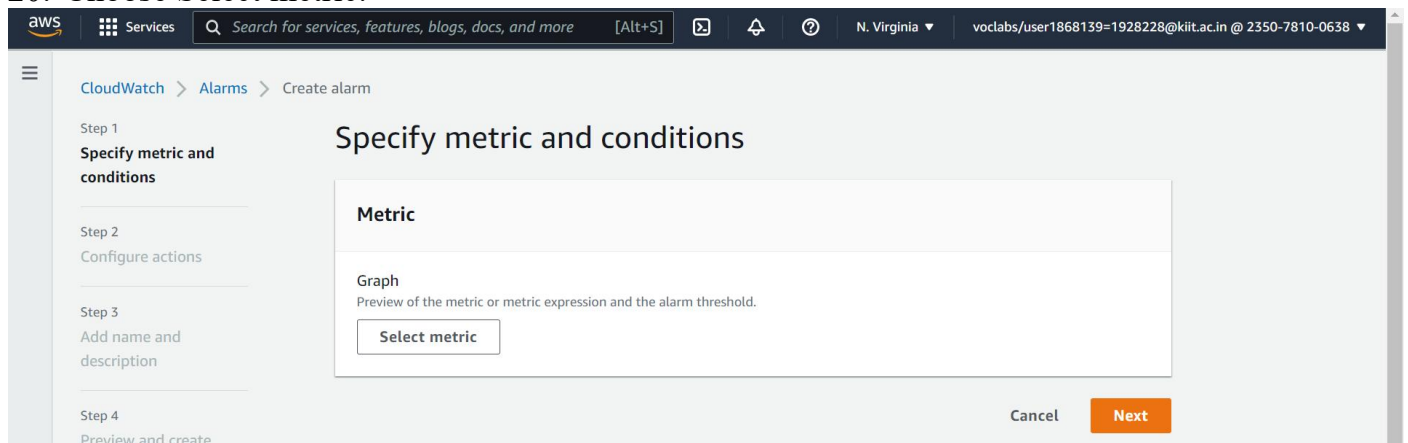 aws Services Search for services, features, blogs, docs, and more [Alt+S] N. Virginia ▼ voclabs/user1868139=1928228@kiit.ac.in @ 2350-7810-0638 ▼
CloudWatch > Alarms > Create alarm
Step 1
Specify metric and
conditions
Step 2
Configure actions
Step 3
Add name and
description
Step 4
Preview and create
Specify metric and conditions
Metric
Graph
Preview of the metric or metric expression and the alarm threshold.
Select metric
Cancel Next